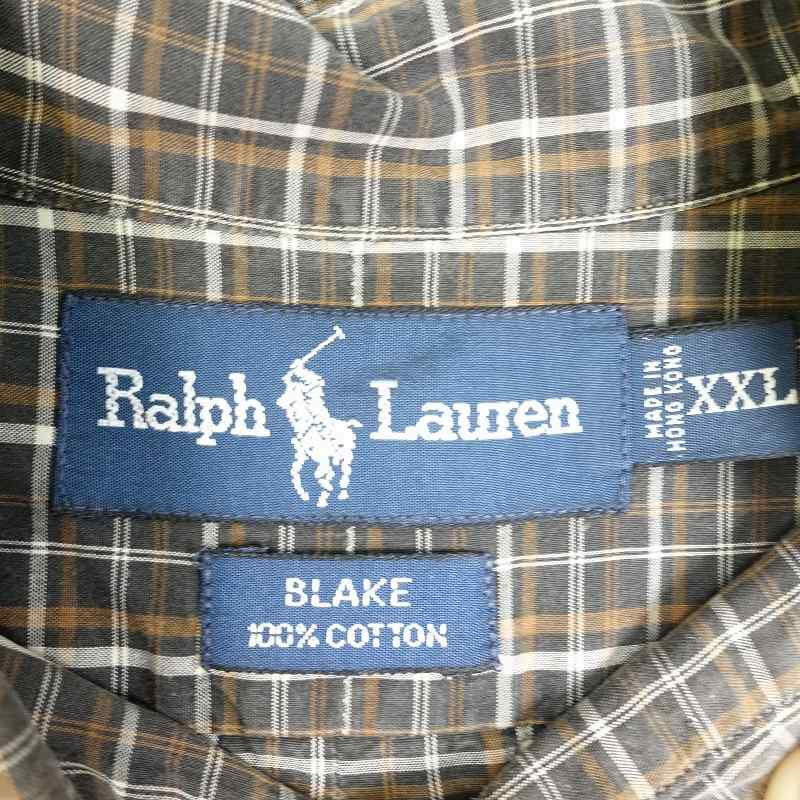 Ralph Lauren
MADE IN
HONG KONG
XXL
BLAKE
100% COTTON